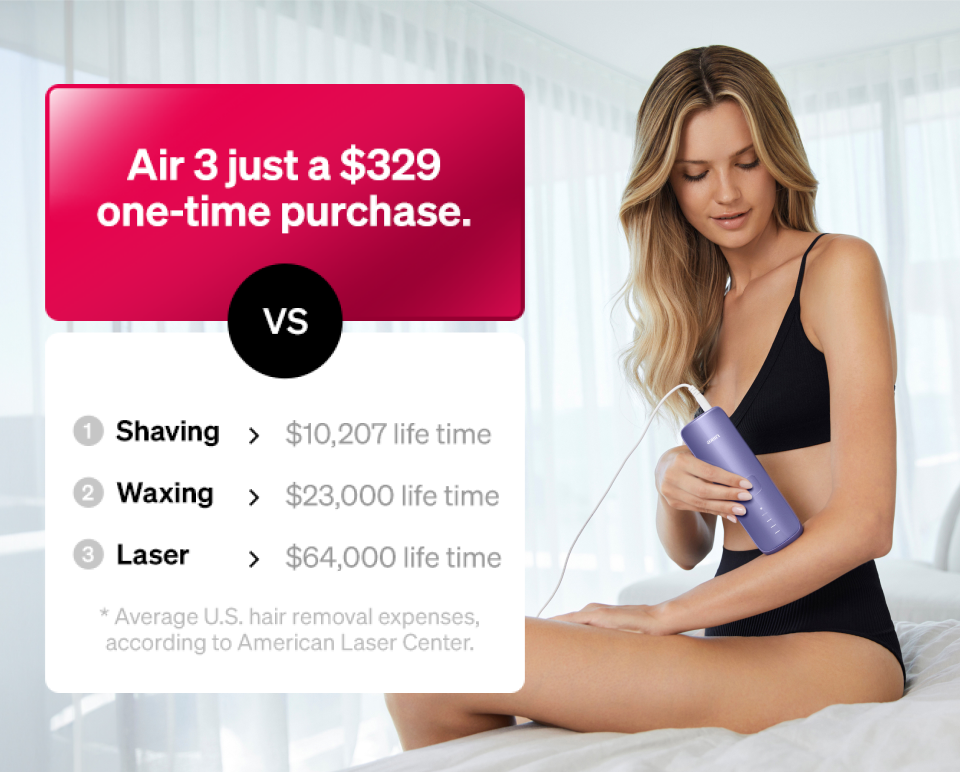 Air 3 just a $329
one-time purchase.
VS
1 Shaving > $10,207 life time
2 Waxing > $23,000 life time
3 Laser > $64,000 life time
* Average U.S. hair removal expenses,
according to American Laser Center.